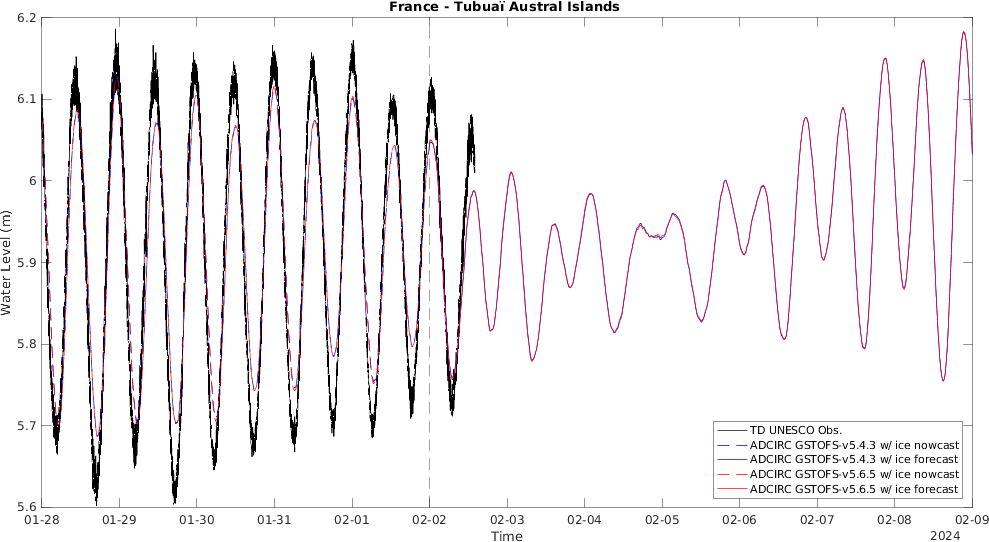 France - Tubuaï Austral Islands
Water Level (m)
6.2
6.1
6
5.9
5.8
5.7
5.6
TD UNESCO Obs.
ADCIRC GSTOFS-v5.4.3 w/ ice nowcast
ADCIRC GSTOFS-v5.4.3 w/ ice forecast
ADCIRC GSTOFS-v5.6.5 w/ ice nowcast
ADCIRC GSTOFS-v5.6.5 w/ ice forecast
01-28 01-29 01-30 01-31 02-01 02-02 02-03 02-04 02-05 02-06 02-07 02-08 02-09
Time
2024